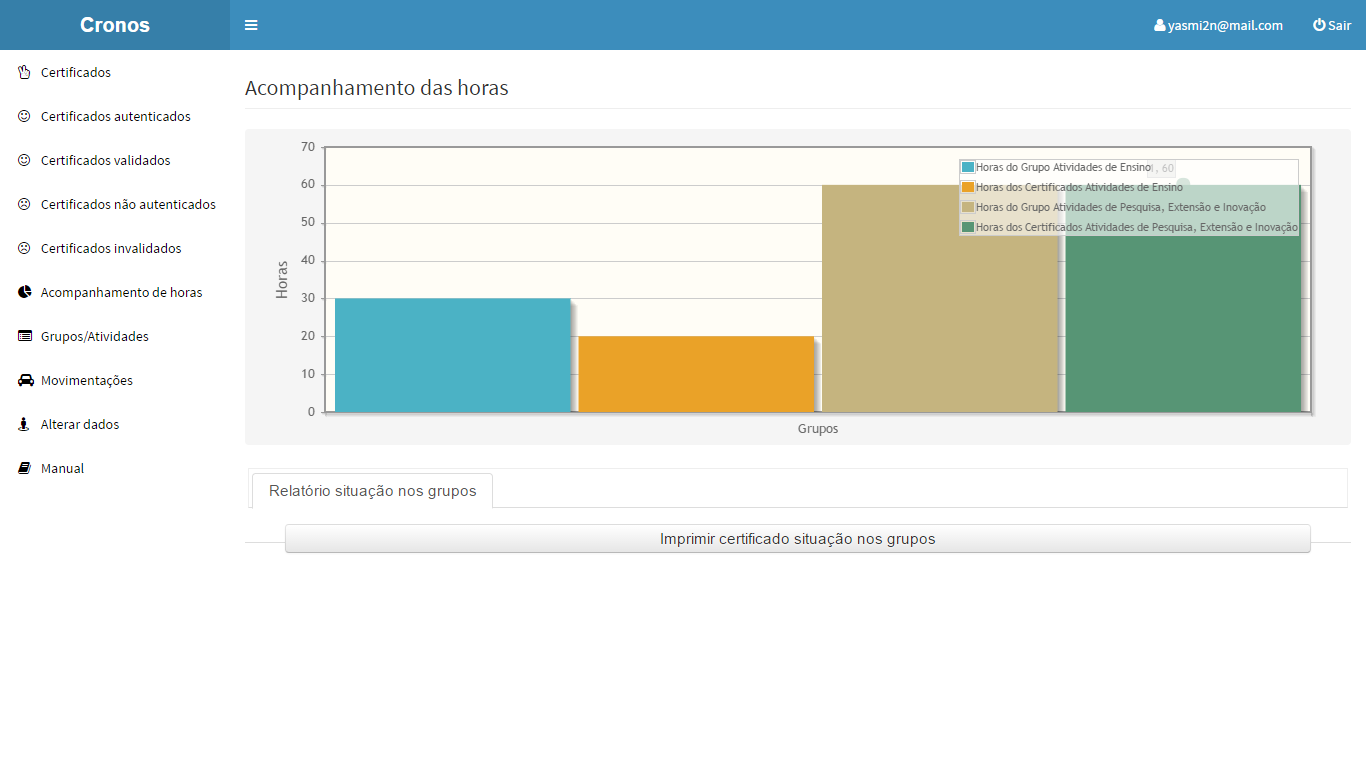 Cronos
yasmi2n@mail.com
Sair
Certificados
Certificados autenticados
Certificados validados
Certificados não autenticados
Certificados invalidados
Acompanhamento de horas
Grupos/Atividades
Movimentações
Alterar dados
Manual
Acompanhamento das horas
70
60
50
40
30
20
10
0
Horas
Grupos
Horas do Grupo Atividades de Ensino
1, 60
Horas dos Certificados Atividades de Ensino
Horas do Grupo Atividades de Pesquisa, Extensão e Inovação
Horas dos Certificados Atividades de Pesquisa, Extensão e Inovação
Relatório situação nos grupos
Imprimir certificado situação nos grupos